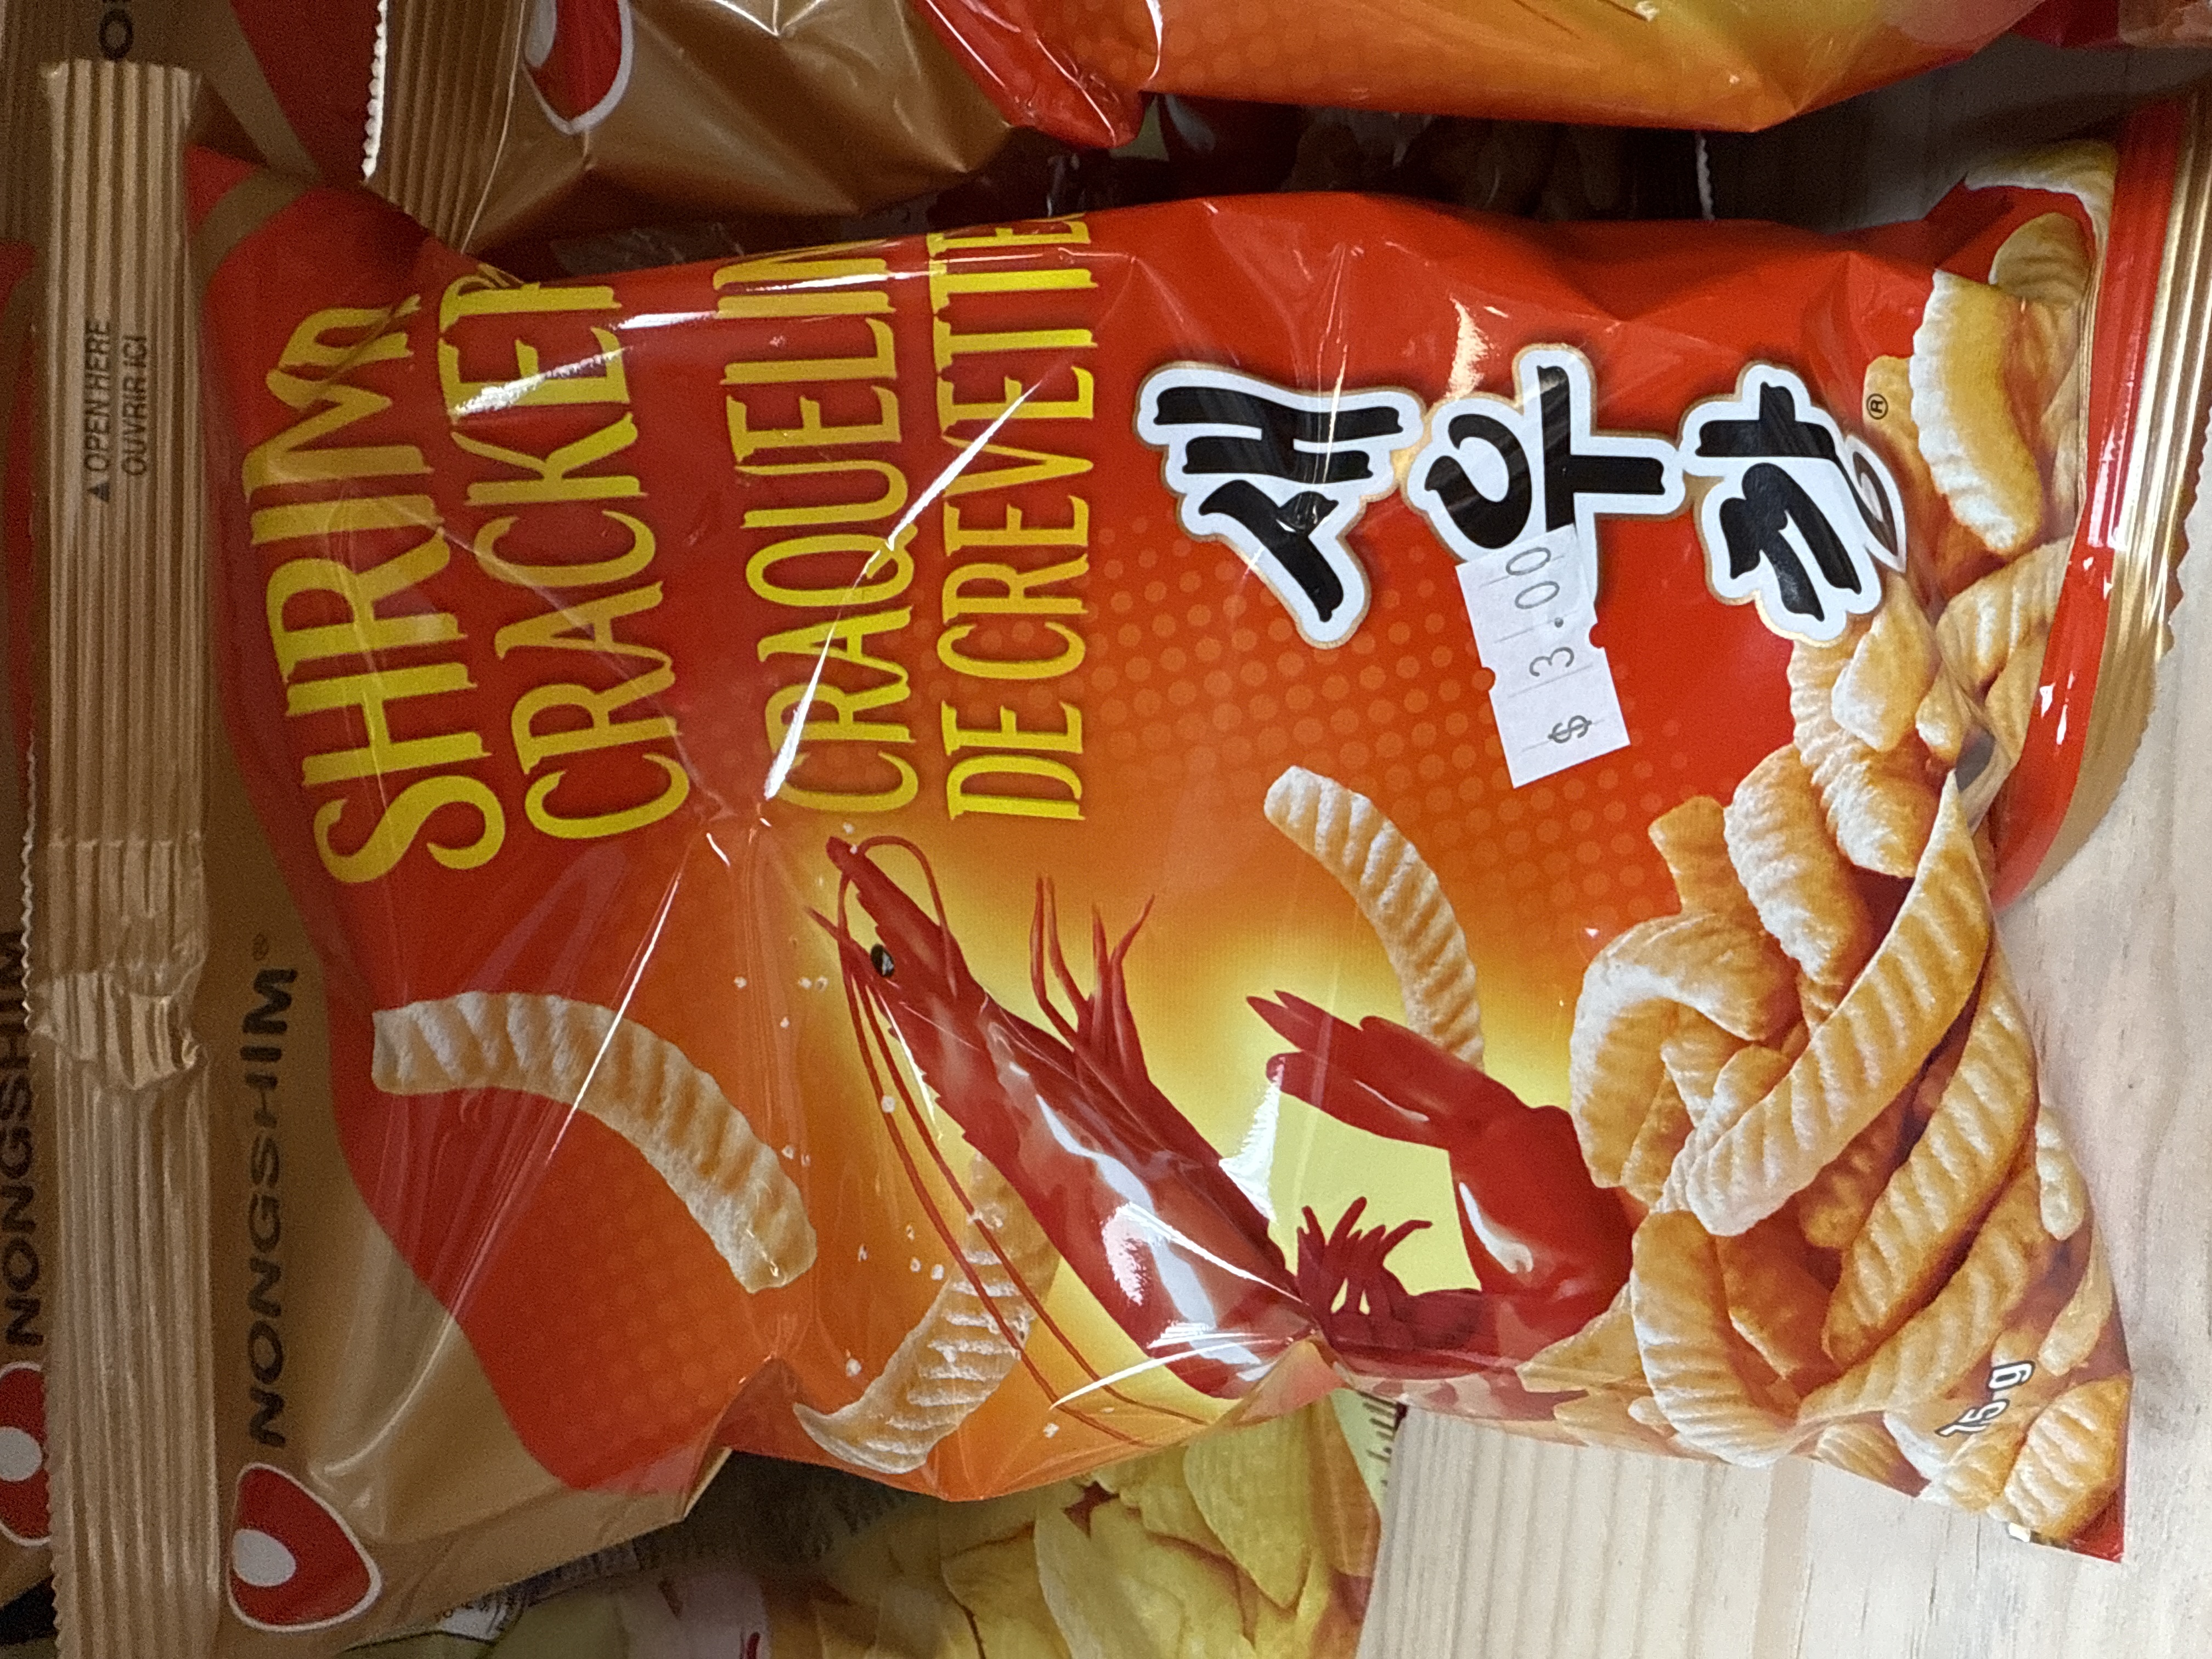 ▲ OPEN HERE
OUVRIR ICI
NONGSHIM®
SHRIMP
CRACKER
CRAQUELIN
DE CREVETTE
새우깡®
$ 3.00
75 g
NONGSHIM